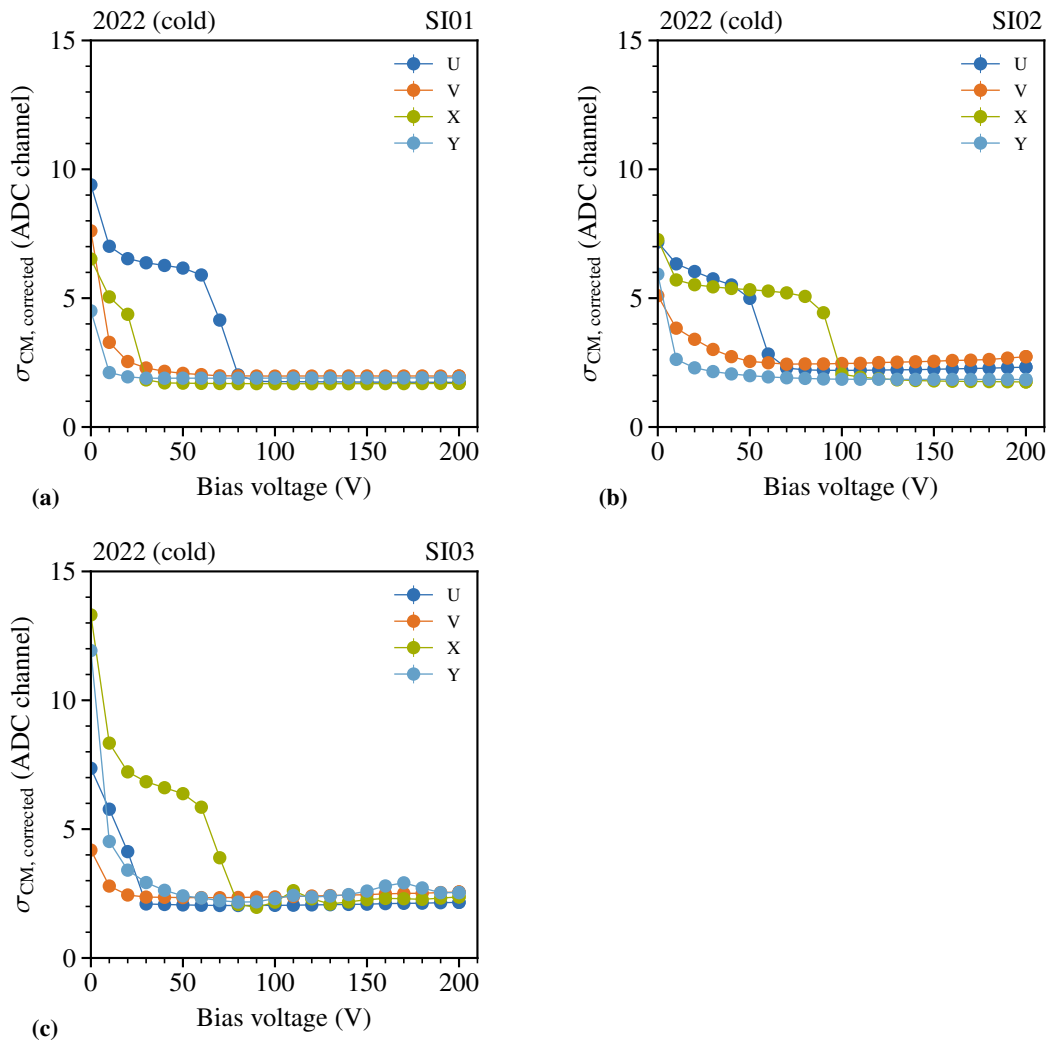 2022 (cold) SI01
15
10
5
0
σCM, corrected (ADC channel)
U
V
X
Y
0 50 100 150 200
Bias voltage (V)
(a)
2022 (cold) SI02
15
10
5
0
σCM, corrected (ADC channel)
U
V
X
Y
0 50 100 150 200
Bias voltage (V)
(b)
2022 (cold) SI03
15
10
5
0
σCM, corrected (ADC channel)
U
V
X
Y
0 50 100 150 200
Bias voltage (V)
(c)